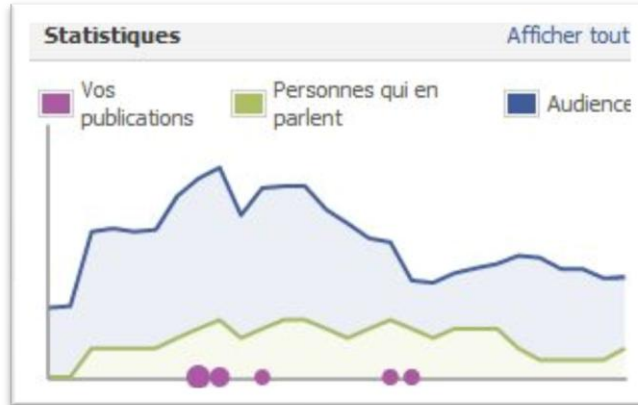 Statistiques
Afficher tout
Vos
publications
Personnes qui en
parlent
Audience